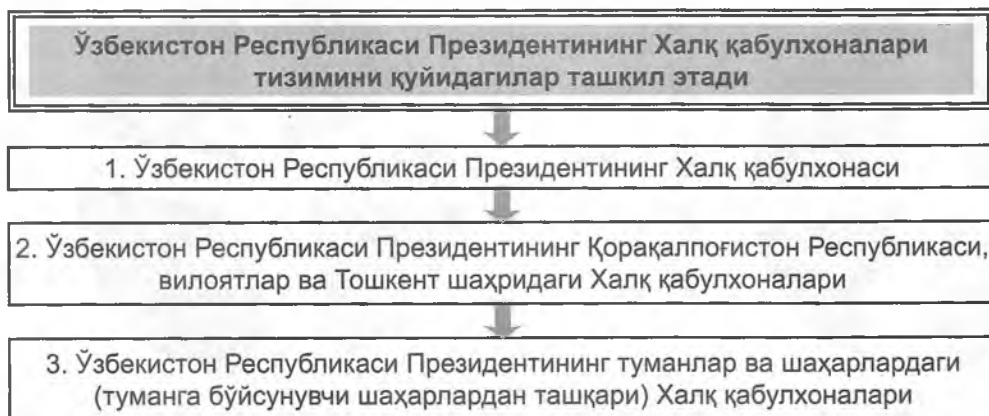 Ўзбекистон Республикаси Президентининг Халқ қабулхоналари
тизимини қуйидагилар ташкил этади
1. Ўзбекистон Республикаси Президентининг Халқ қабулхонаси
2. Ўзбекистон Республикаси Президентининг Қорақалпоғистон Республикаси,
вилоятлар ва Тошкент шаҳридаги Халқ қабулхоналари
3. Ўзбекистон Республикаси Президентининг туманлар ва шаҳарлардаги
(туманга бўйсунувчи шаҳарлардан ташқари) Халқ қабулхоналари